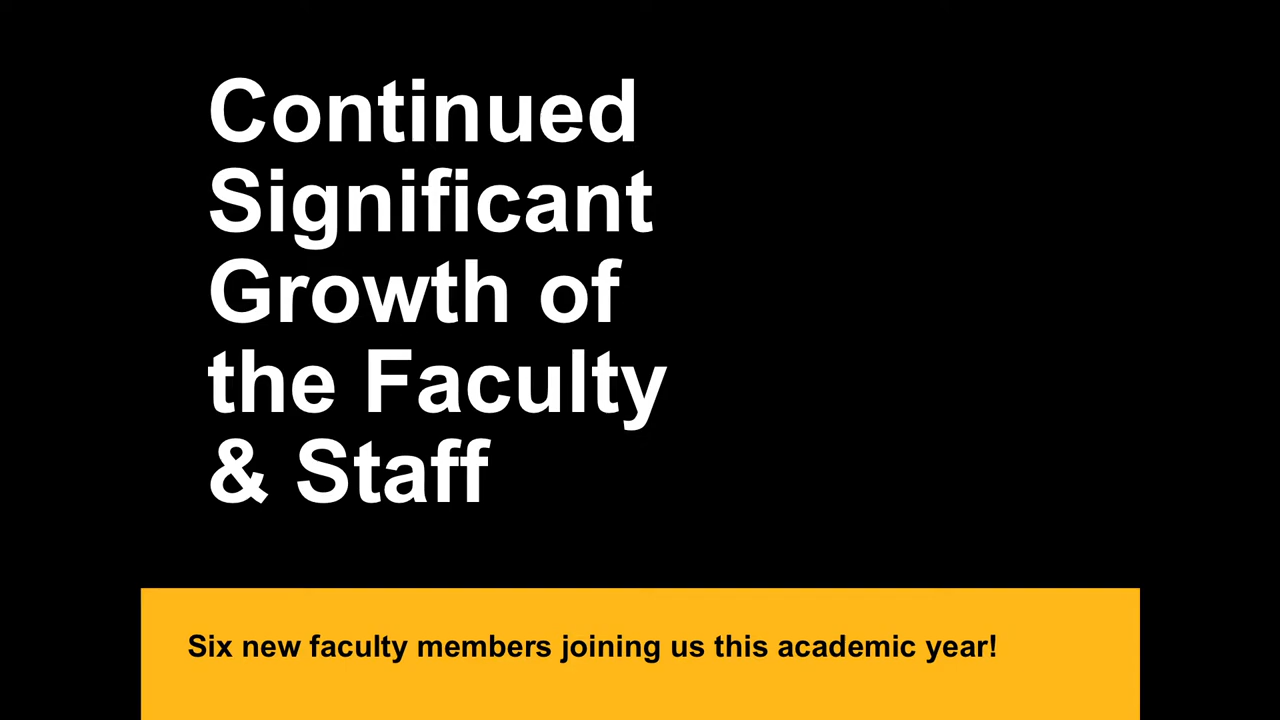 Continued
Significant
Growth of
the Faculty
& Staff
Six new faculty members joining us this academic year!